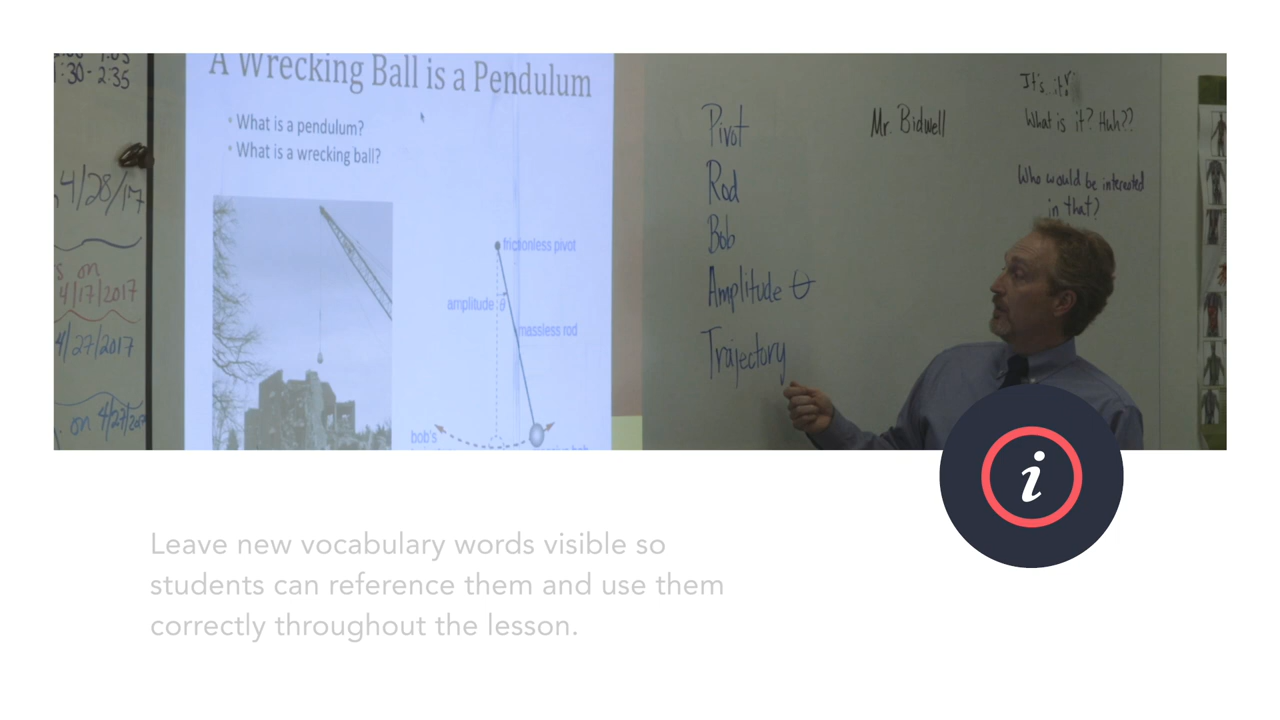 1:30 - 2:35
4/28/17
s on
4/17/2017
4/27/2017
on 4/27/2017
A Wrecking Ball is a Pendulum
• What is a pendulum?
• What is a wrecking ball?
frictionless pivot
amplitude θ
massless rod
bob's
Pivot
Rod
Bob
Amplitude θ
Trajectory
Mr. Bidwell
It's...it!
What is it? Huh??
Who would be interested
in that?
i
Leave new vocabulary words visible so
students can reference them and use them
correctly throughout the lesson.